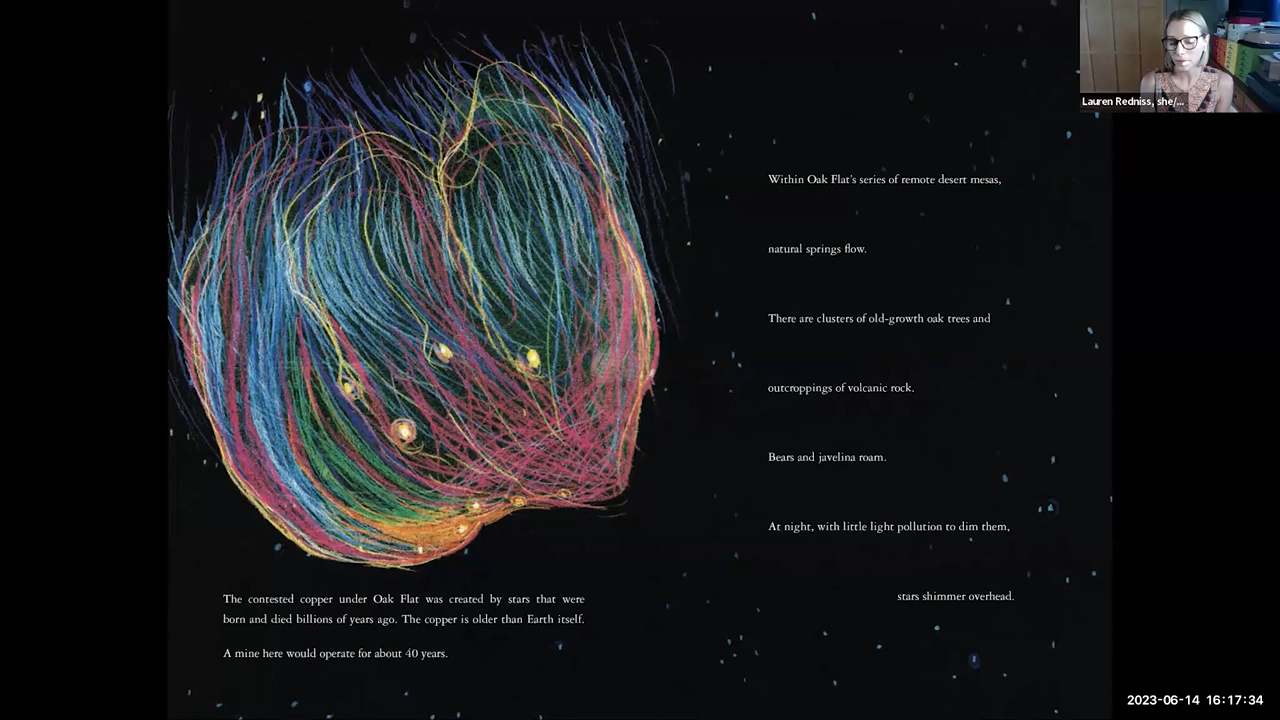 Lauren Redniss, she/...
Within Oak Flat's series of remote desert mesas,
natural springs flow.
There are clusters of old-growth oak trees and
outcroppings of volcanic rock.
Bears and javelina roam.
At night, with little light pollution to dim them,
stars shimmer overhead.
The contested copper under Oak Flat was created by stars that were
born and died billions of years ago. The copper is older than Earth itself.
A mine here would operate for about 40 years.
2023-06-14 16:17:34